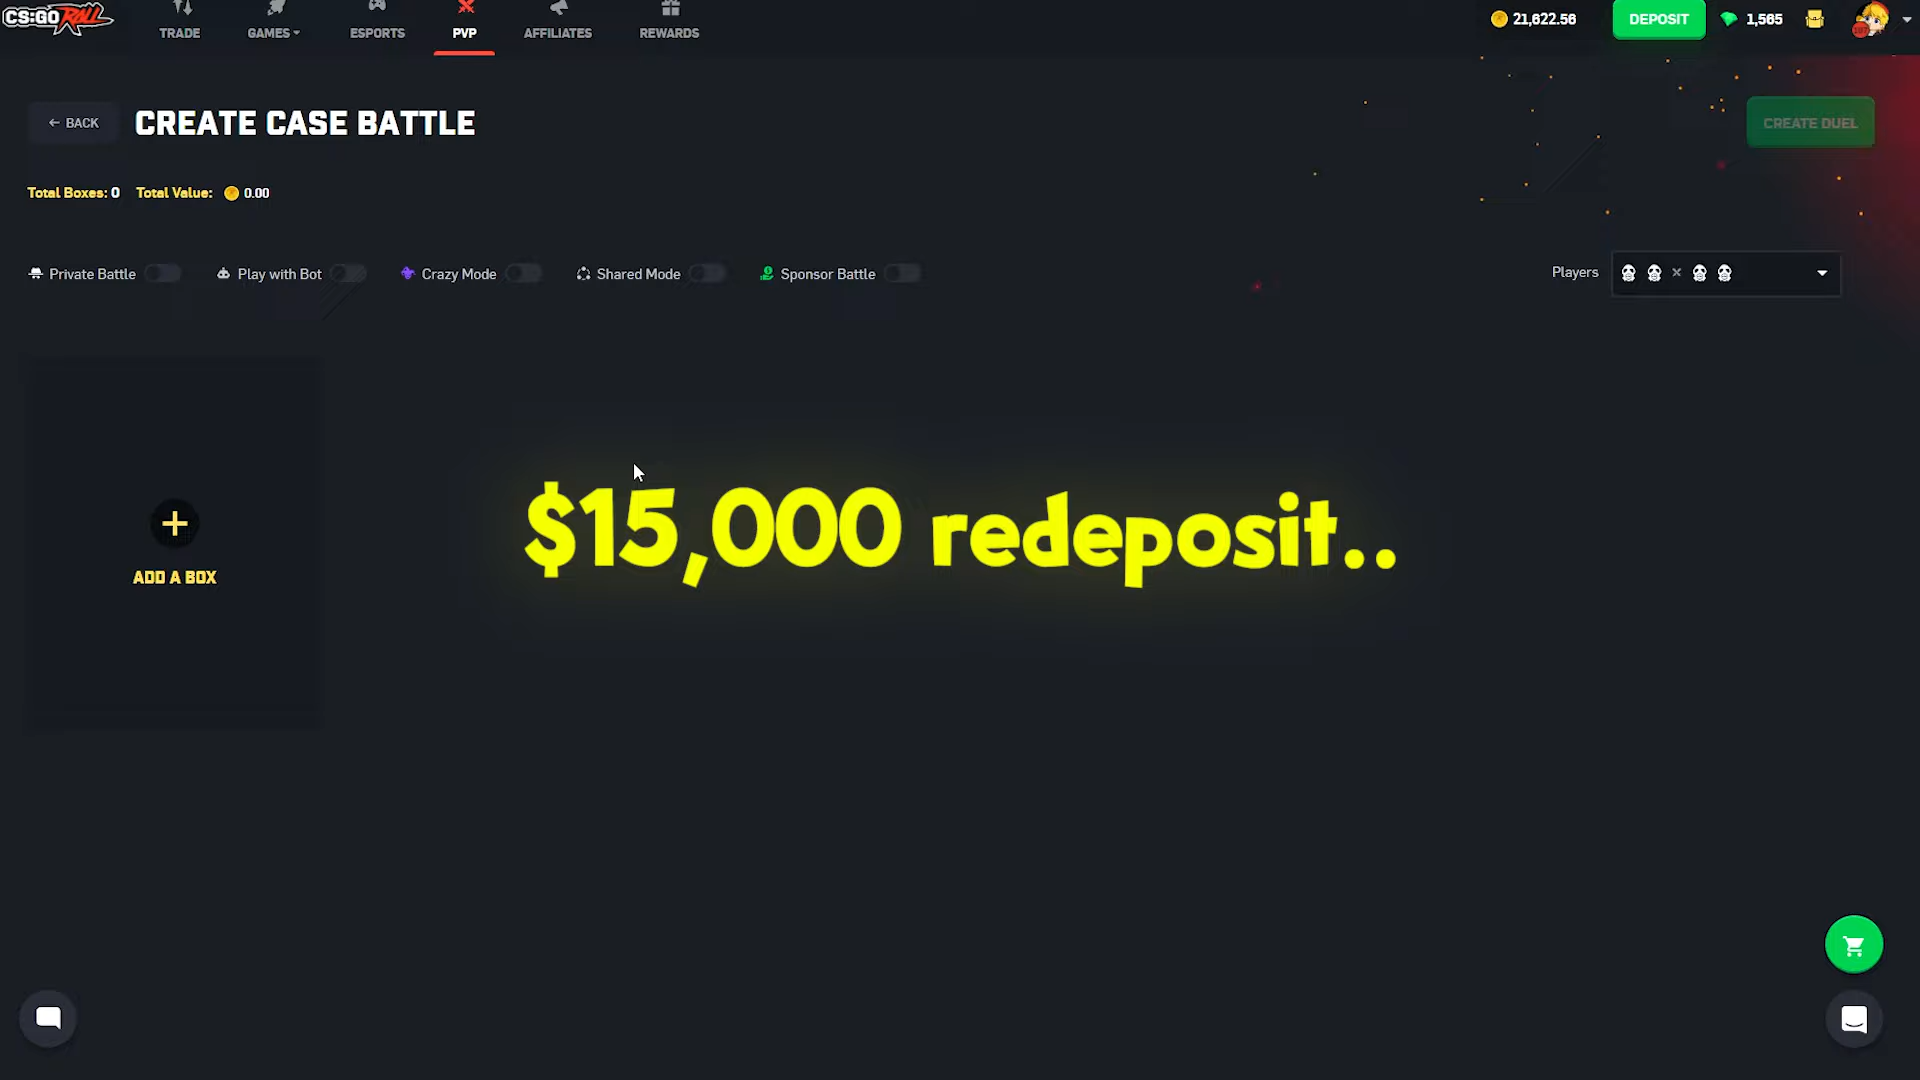 CS:GO ROLL
TRADE
GAMES
ESPORTS
PVP
AFFILIATES
REWARDS
21,622.56
DEPOSIT
1,565
← BACK
CREATE CASE BATTLE
CREATE DUEL
Total Boxes: 0 Total Value: 0.00
Private Battle
Play with Bot
Crazy Mode
Shared Mode
Sponsor Battle
Players
$15,000 redeposit..
ADD A BOX